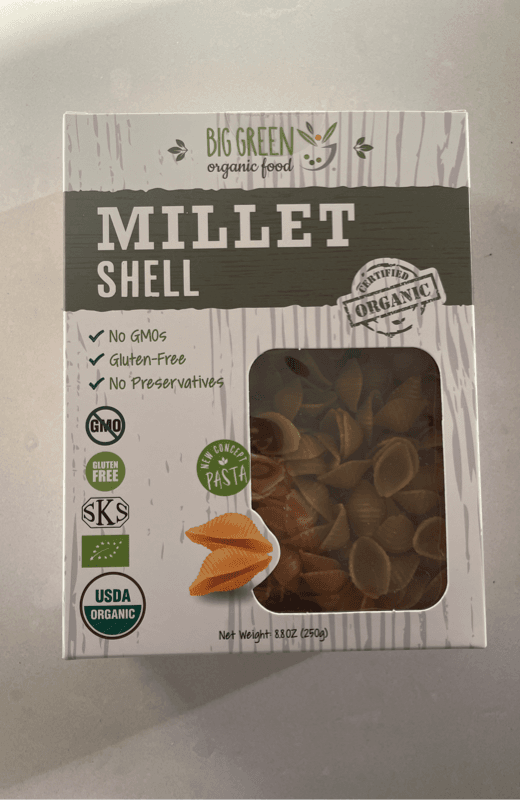 BIG GREEN
organic food
MILLET
SHELL
CERTIFIED
ORGANIC
No GMOs
Gluten-Free
No Preservatives
GMO
GLUTEN
FREE
NEW CONCEPT
PASTA
SKS
USDA
ORGANIC
Net Weight: 8.8OZ (250g)